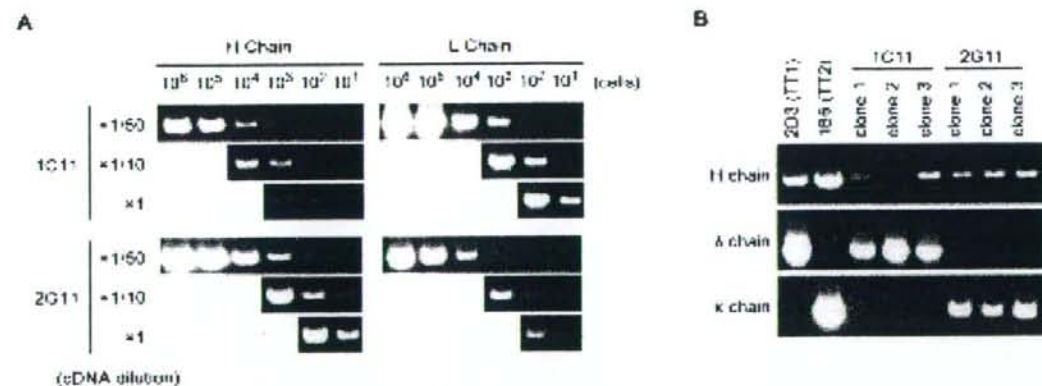 A
H Chain L Chain
10⁶ 10⁵ 10⁴ 10³ 10² 10¹ 10⁶ 10⁵ 10⁴ 10³ 10² 10¹ (cells)
1C11
×1/50
×1/10
×1
2G11
×1/50
×1/10
×1
(cDNA dilution)
B
1C11 2G11
2D3 (TT1) 1B6 (TT2) clone 1 clone 2 clone 3 clone 1 clone 2 clone 3
H chain
λ chain
κ chain